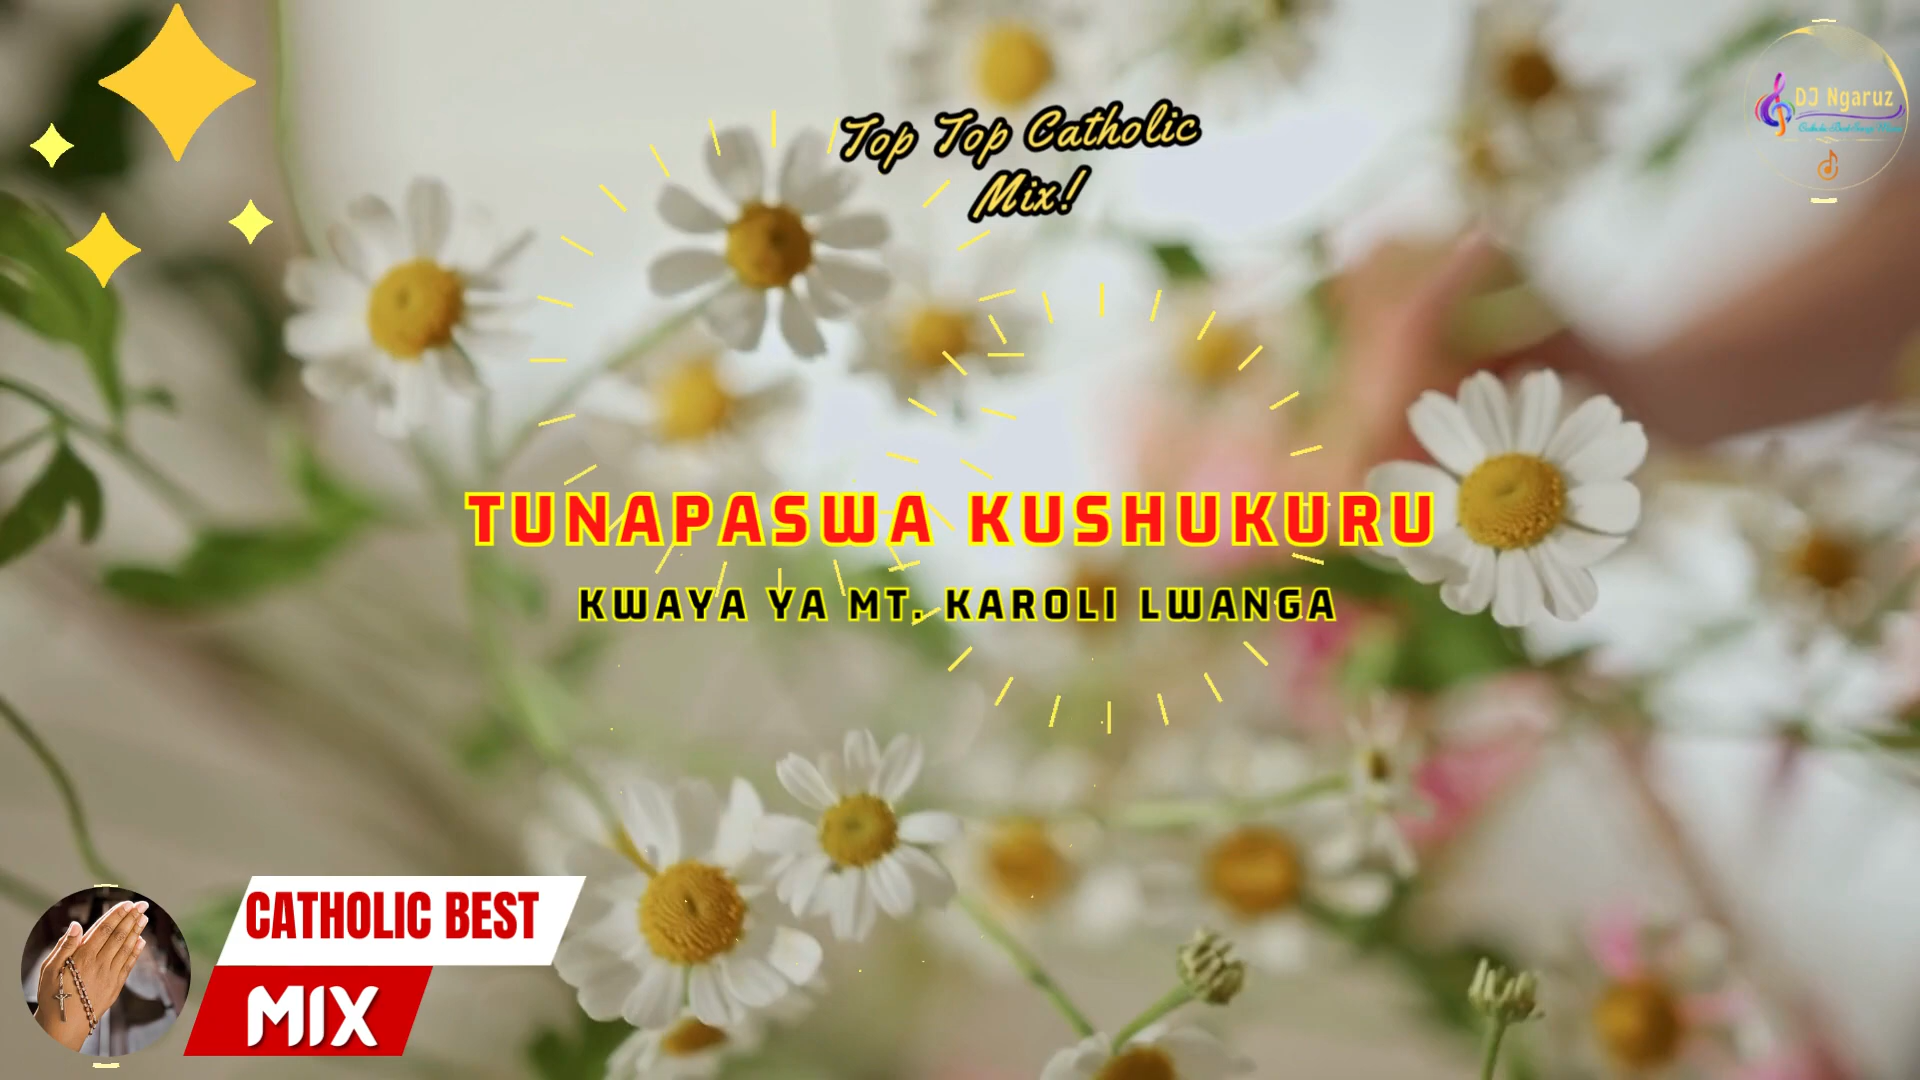 Top Top Catholic
Mix!
DJ Ngaruz
TUNAPASWA KUSHUKURU
KWAYA YA MT. KAROLI LWANGA
CATHOLIC BEST
MIX